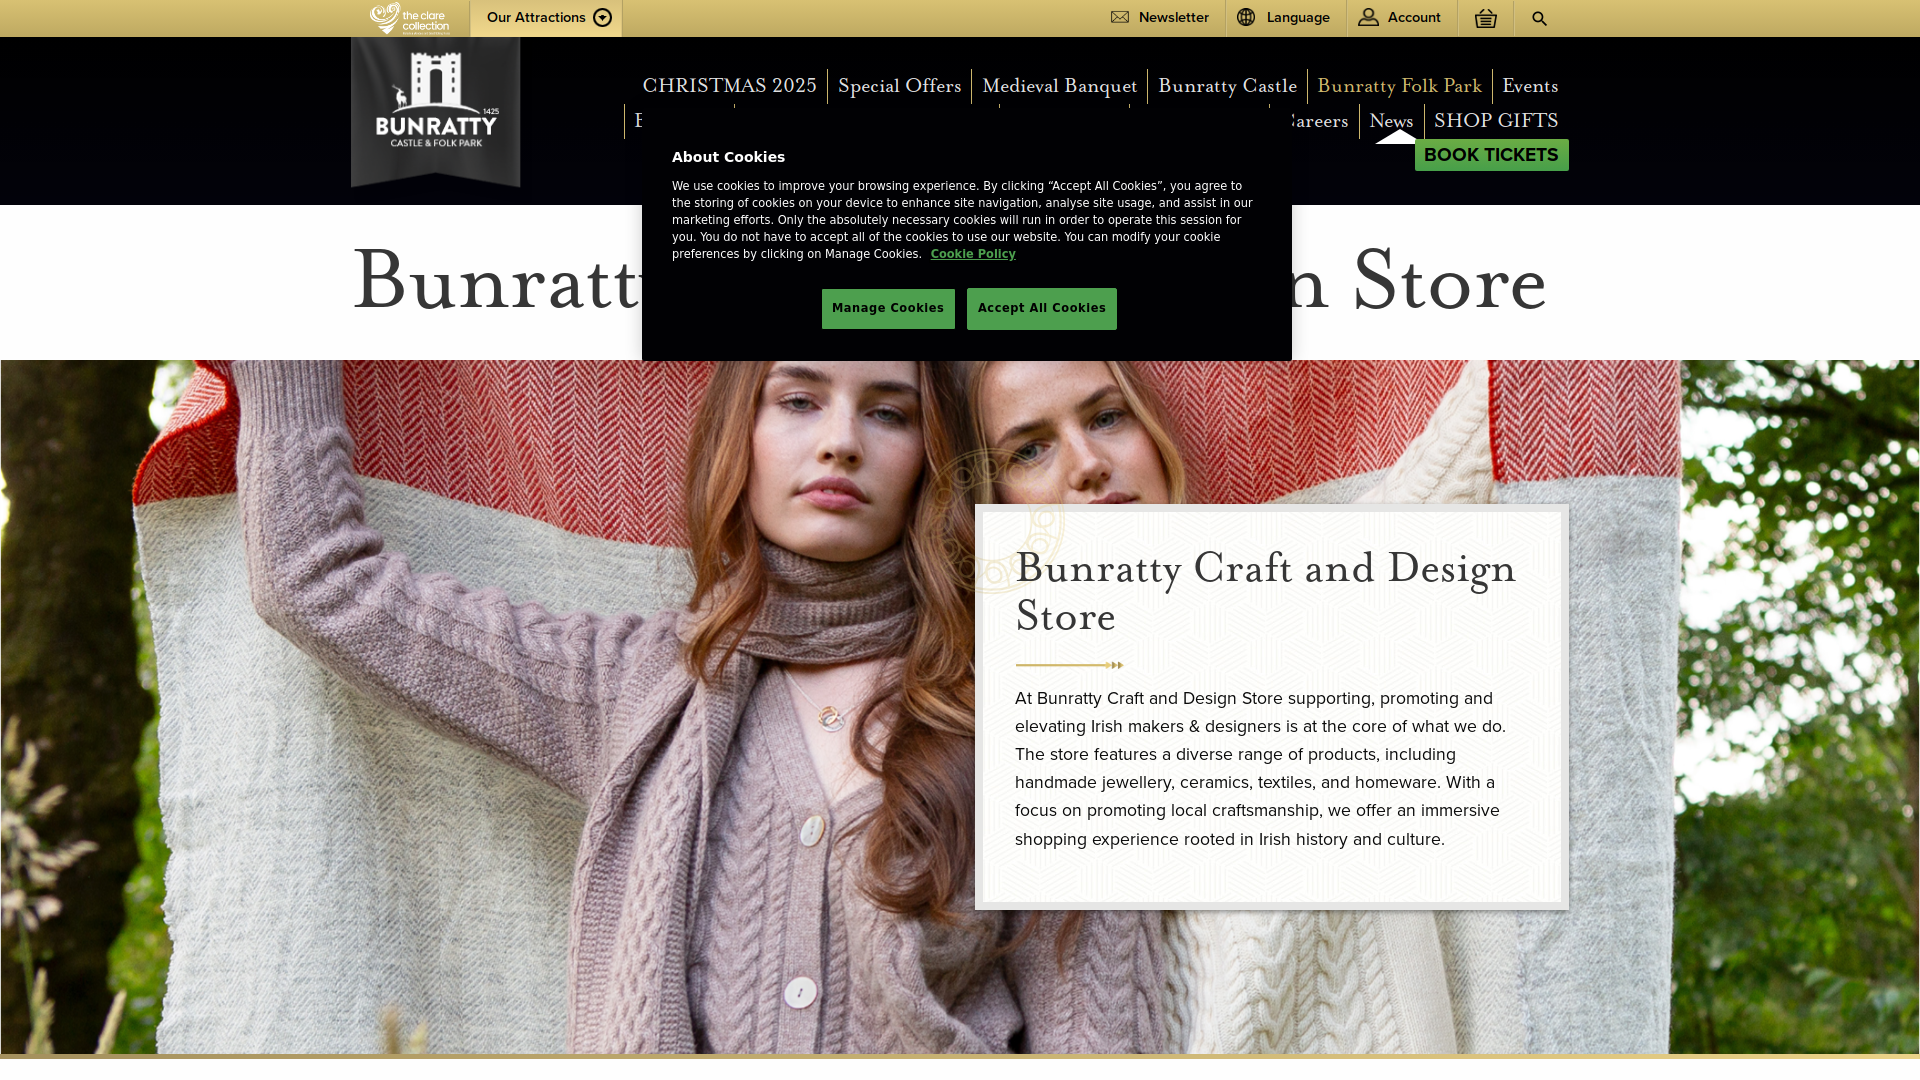 the clare
collection
Our Attractions
Newsletter
Language
Account
1425
BUNRATTY
CASTLE & FOLK PARK
CHRISTMAS 2025
Special Offers
Medieval Banquet
Bunratty Castle
Bunratty Folk Park
Events
News
SHOP GIFTS
BOOK TICKETS
About Cookies
We use cookies to improve your browsing experience. By clicking “Accept All Cookies”, you agree to
the storing of cookies on your device to enhance site navigation, analyse site usage, and assist in our
marketing efforts. Only the absolutely necessary cookies will run in order to operate this session for
you. You do not have to accept all of the cookies to use our website. You can modify your cookie
preferences by clicking on Manage Cookies. Cookie Policy
Manage Cookies
Accept All Cookies
Store
Bunratty Craft and Design
Store
At Bunratty Craft and Design Store supporting, promoting and
elevating Irish makers & designers is at the core of what we do.
The store features a diverse range of products, including
handmade jewellery, ceramics, textiles, and homeware. With a
focus on promoting local craftsmanship, we offer an immersive
shopping experience rooted in Irish history and culture.